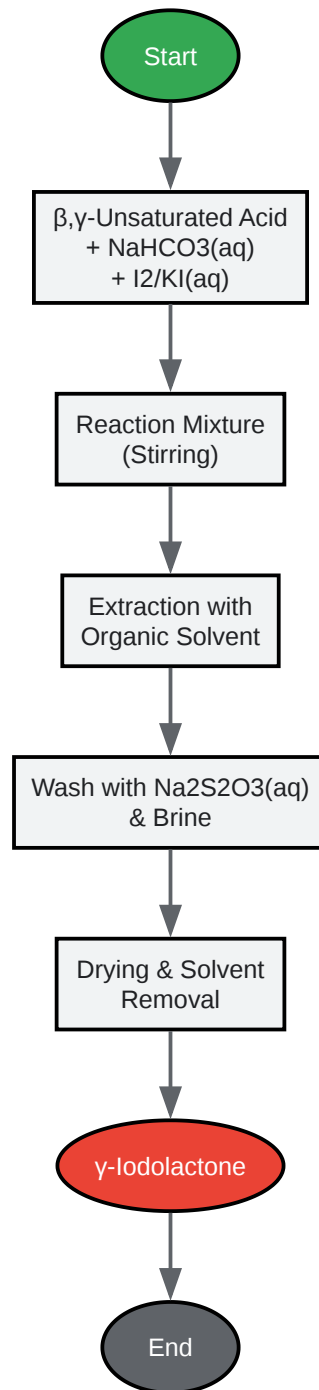 Start
β,γ-Unsaturated Acid
+ NaHCO3(aq)
+ I2/KI(aq)
Reaction Mixture
(Stirring)
Extraction with
Organic Solvent
Wash with Na2S2O3(aq)
& Brine
Drying & Solvent
Removal
γ-Iodolactone
End